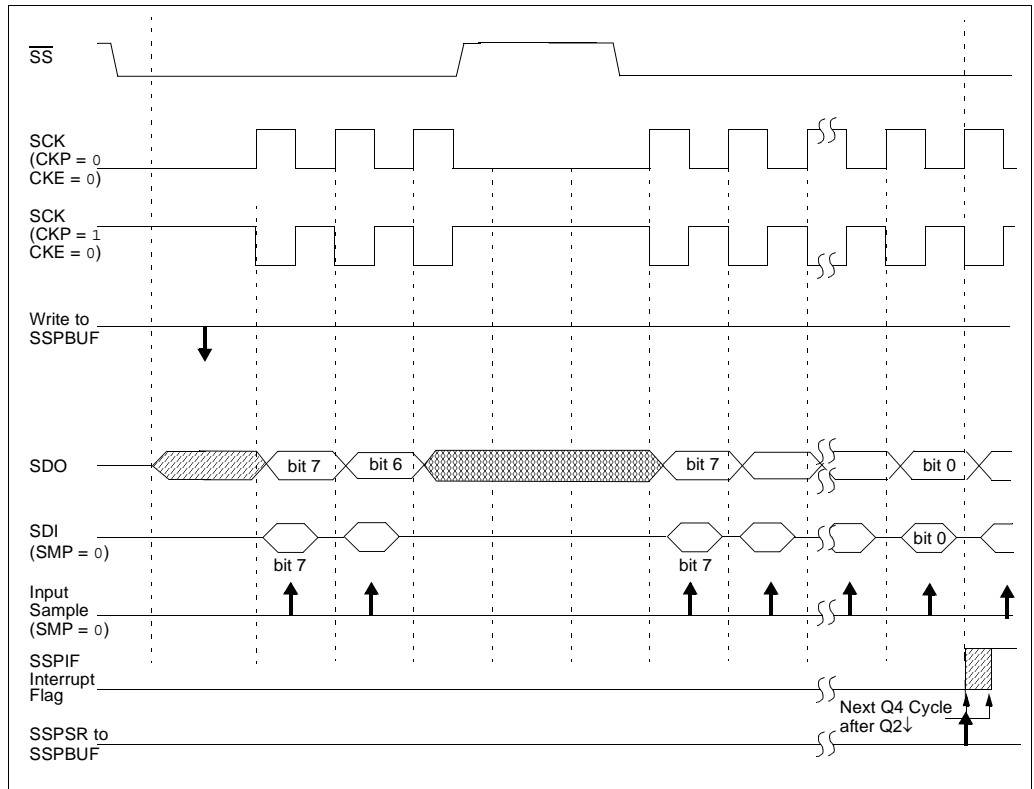 SS
SCK
(CKP = 0
CKE = 0)
SCK
(CKP = 1
CKE = 0)
Write to
SSPBUF
SDO
bit 7
bit 6
bit 7
bit 0
SDI
(SMP = 0)
bit 7
bit 7
bit 0
Input
Sample
(SMP = 0)
SSPIF
Interrupt
Flag
Next Q4 Cycle
after Q2↓
SSPSR to
SSPBUF